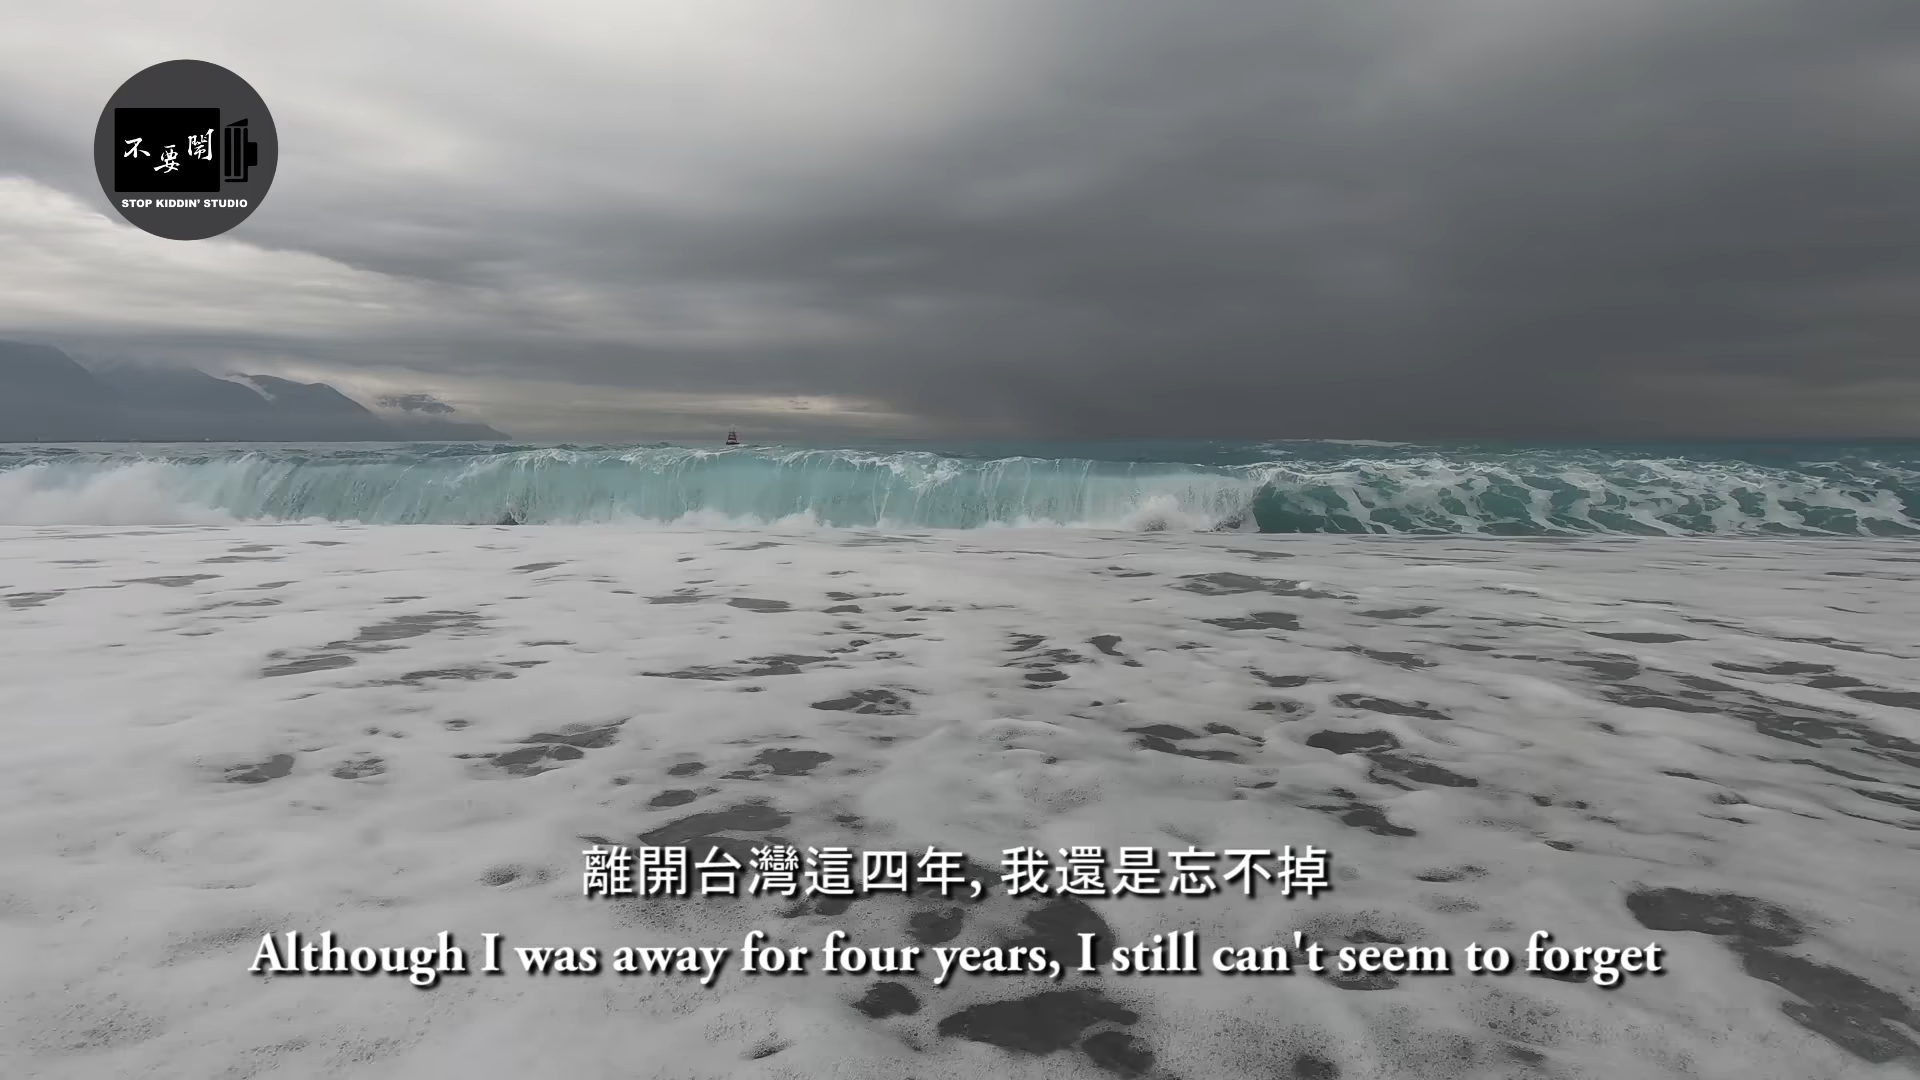 不要鬧
STOP KIDDIN' STUDIO
離開台灣這四年, 我還是忘不掉
Although I was away for four years, I still can't seem to forget